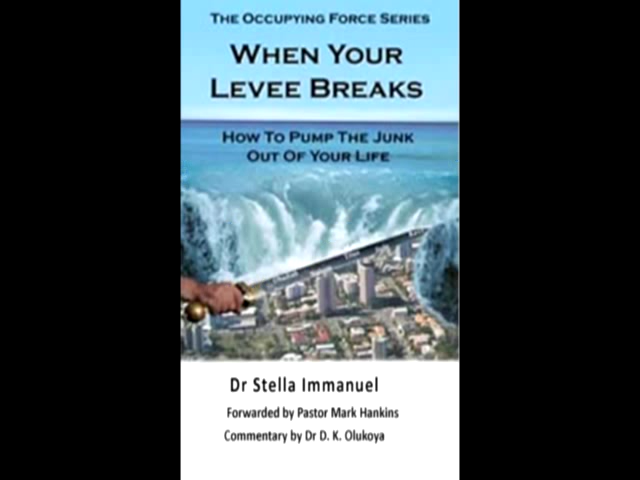 The Occupying Force Series
When Your
Levee Breaks
How To Pump The Junk
Out Of Your Life
Dr Stella Immanuel
Forwarded by Pastor Mark Hankins
Commentary by Dr D. K. Olukoya